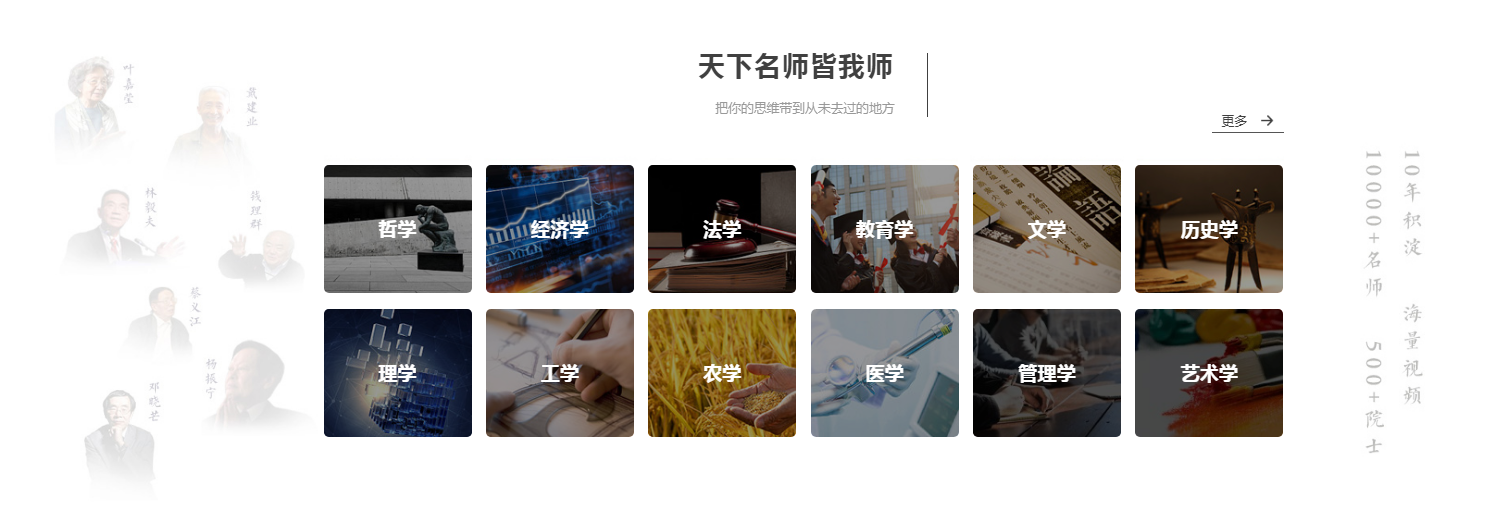 天下名师皆我师
把你的思维带到从未去过的地方
更多
叶嘉莹
戴建业
林毅夫
钱理群
蔡义江
杨振宁
邓晓芒
哲学
经济学
法学
教育学
文学
历史学
論
語
理学
工学
农学
医学
管理学
艺术学
10年积淀 海量视频
10000+名师 500+院士